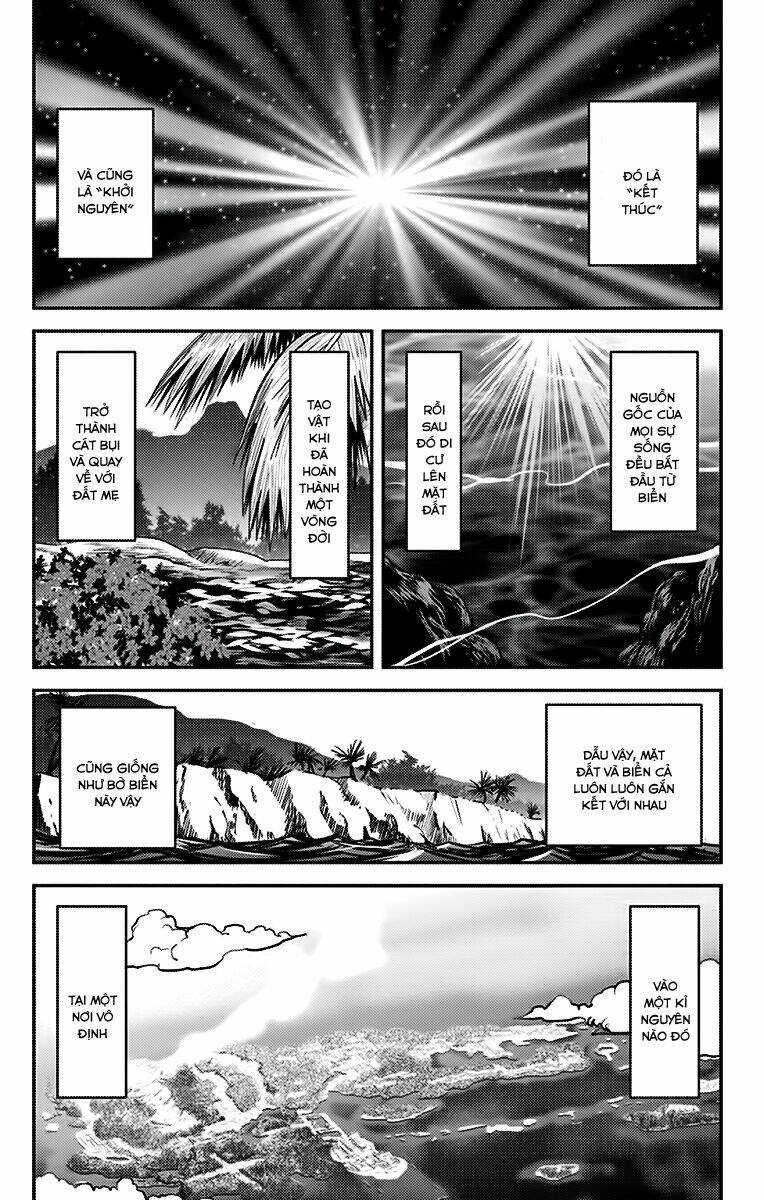 ĐÓ LÀ
"KẾT
THÚC"
VÀ CŨNG
LÀ "KHỞI
NGUYÊN"
NGUỒN
GỐC CỦA
MỌI SỰ
SỐNG
ĐỀU BẮT
ĐẦU TỪ
BIỂN
RỒI
SAU
ĐÓ DI
CƯ LÊN
MẶT
ĐẤT
TẠO
VẬT
KHI
ĐÃ
HOÀN
THÀNH
MỘT
VÒNG
ĐỜI
TRỞ
THÀNH
CÁT BỤI
VÀ QUAY
VỀ VỚI
ĐẤT MẸ
DẪU VẬY, MẶT
ĐẤT VÀ BIỂN CẢ
LUÔN LUÔN GẮN
KẾT VỚI NHAU
CŨNG GIỐNG
NHƯ BỜ BIỂN
NÀY VẬY
VÀO
MỘT KỈ
NGUYÊN
NÀO ĐÓ
TẠI MỘT
NƠI VÔ
ĐỊNH